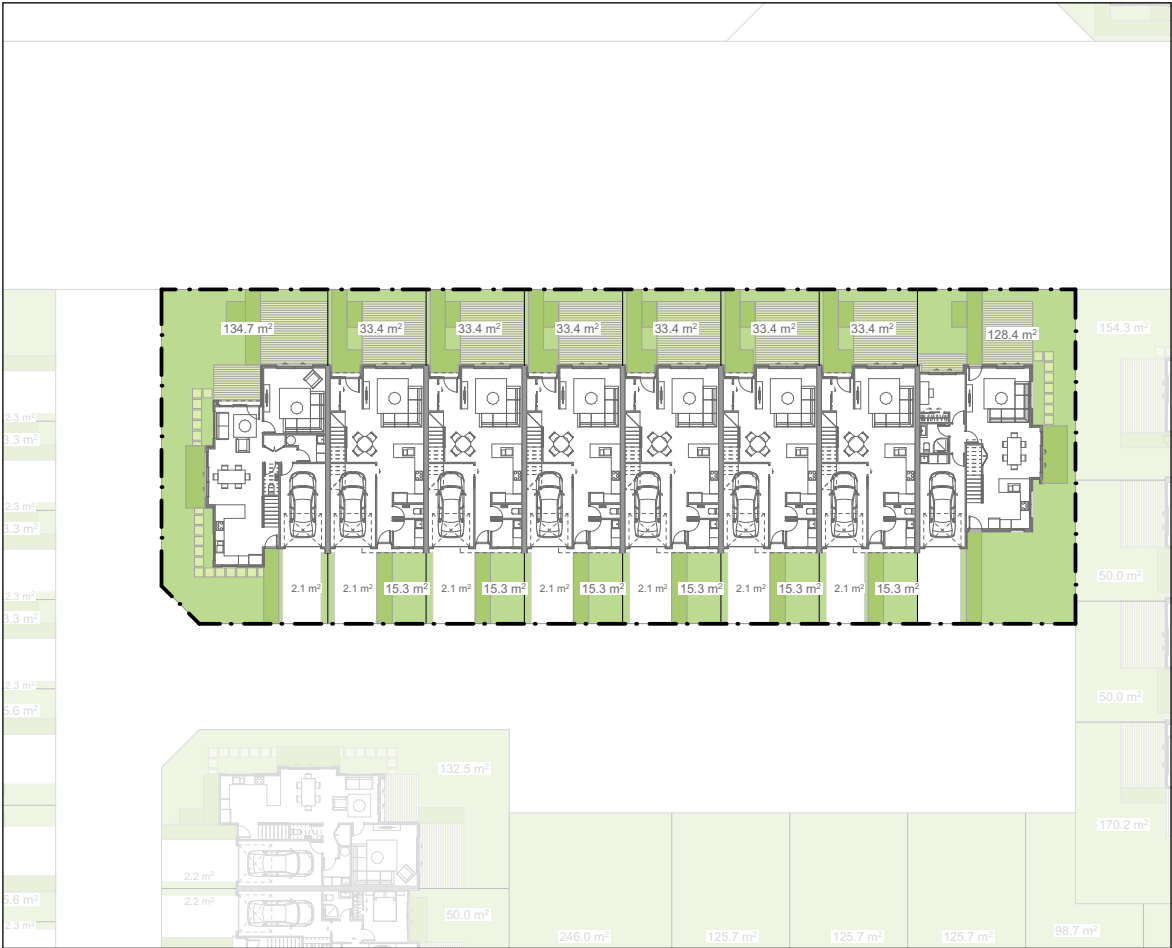 134.7 m²
33.4 m²
33.4 m²
33.4 m²
33.4 m²
33.4 m²
33.4 m²
128.4 m²
154.3 m²
2.3 m²
3.3 m²
2.3 m²
3.3 m²
2.3 m²
3.3 m²
2.3 m²
5.6 m²
5.6 m²
2.3 m²
2.1 m²
2.1 m²
15.3 m²
2.1 m²
15.3 m²
2.1 m²
15.3 m²
2.1 m²
15.3 m²
2.1 m²
15.3 m²
2.1 m²
15.3 m²
50.0 m²
50.0 m²
170.2 m²
132.5 m²
2.2 m²
2.2 m²
50.0 m²
246.0 m²
125.7 m²
125.7 m²
125.7 m²
98.7 m²